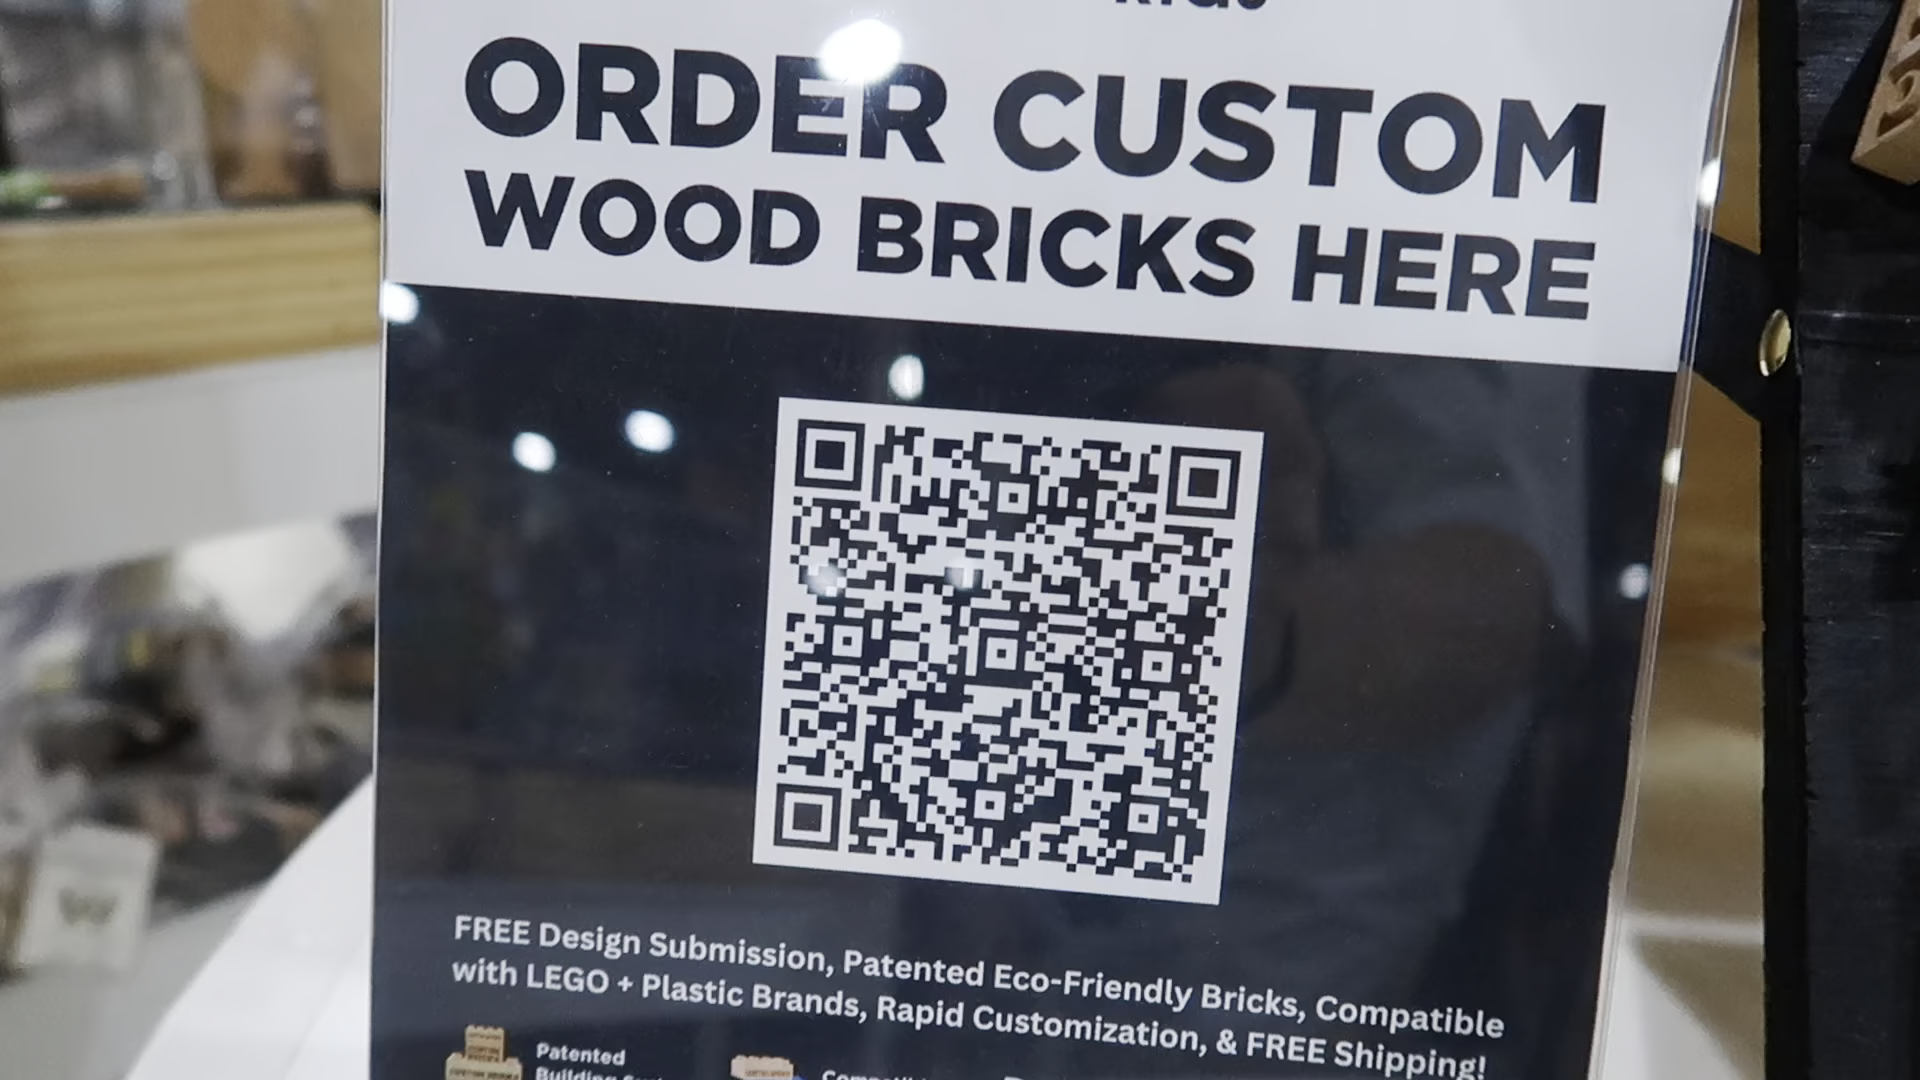 ORDER CUSTOM
WOOD BRICKS HERE
FREE Design Submission, Patented Eco-Friendly Bricks, Compatible
with LEGO + Plastic Brands, Rapid Customization, & FREE Shipping!
Patented
Building